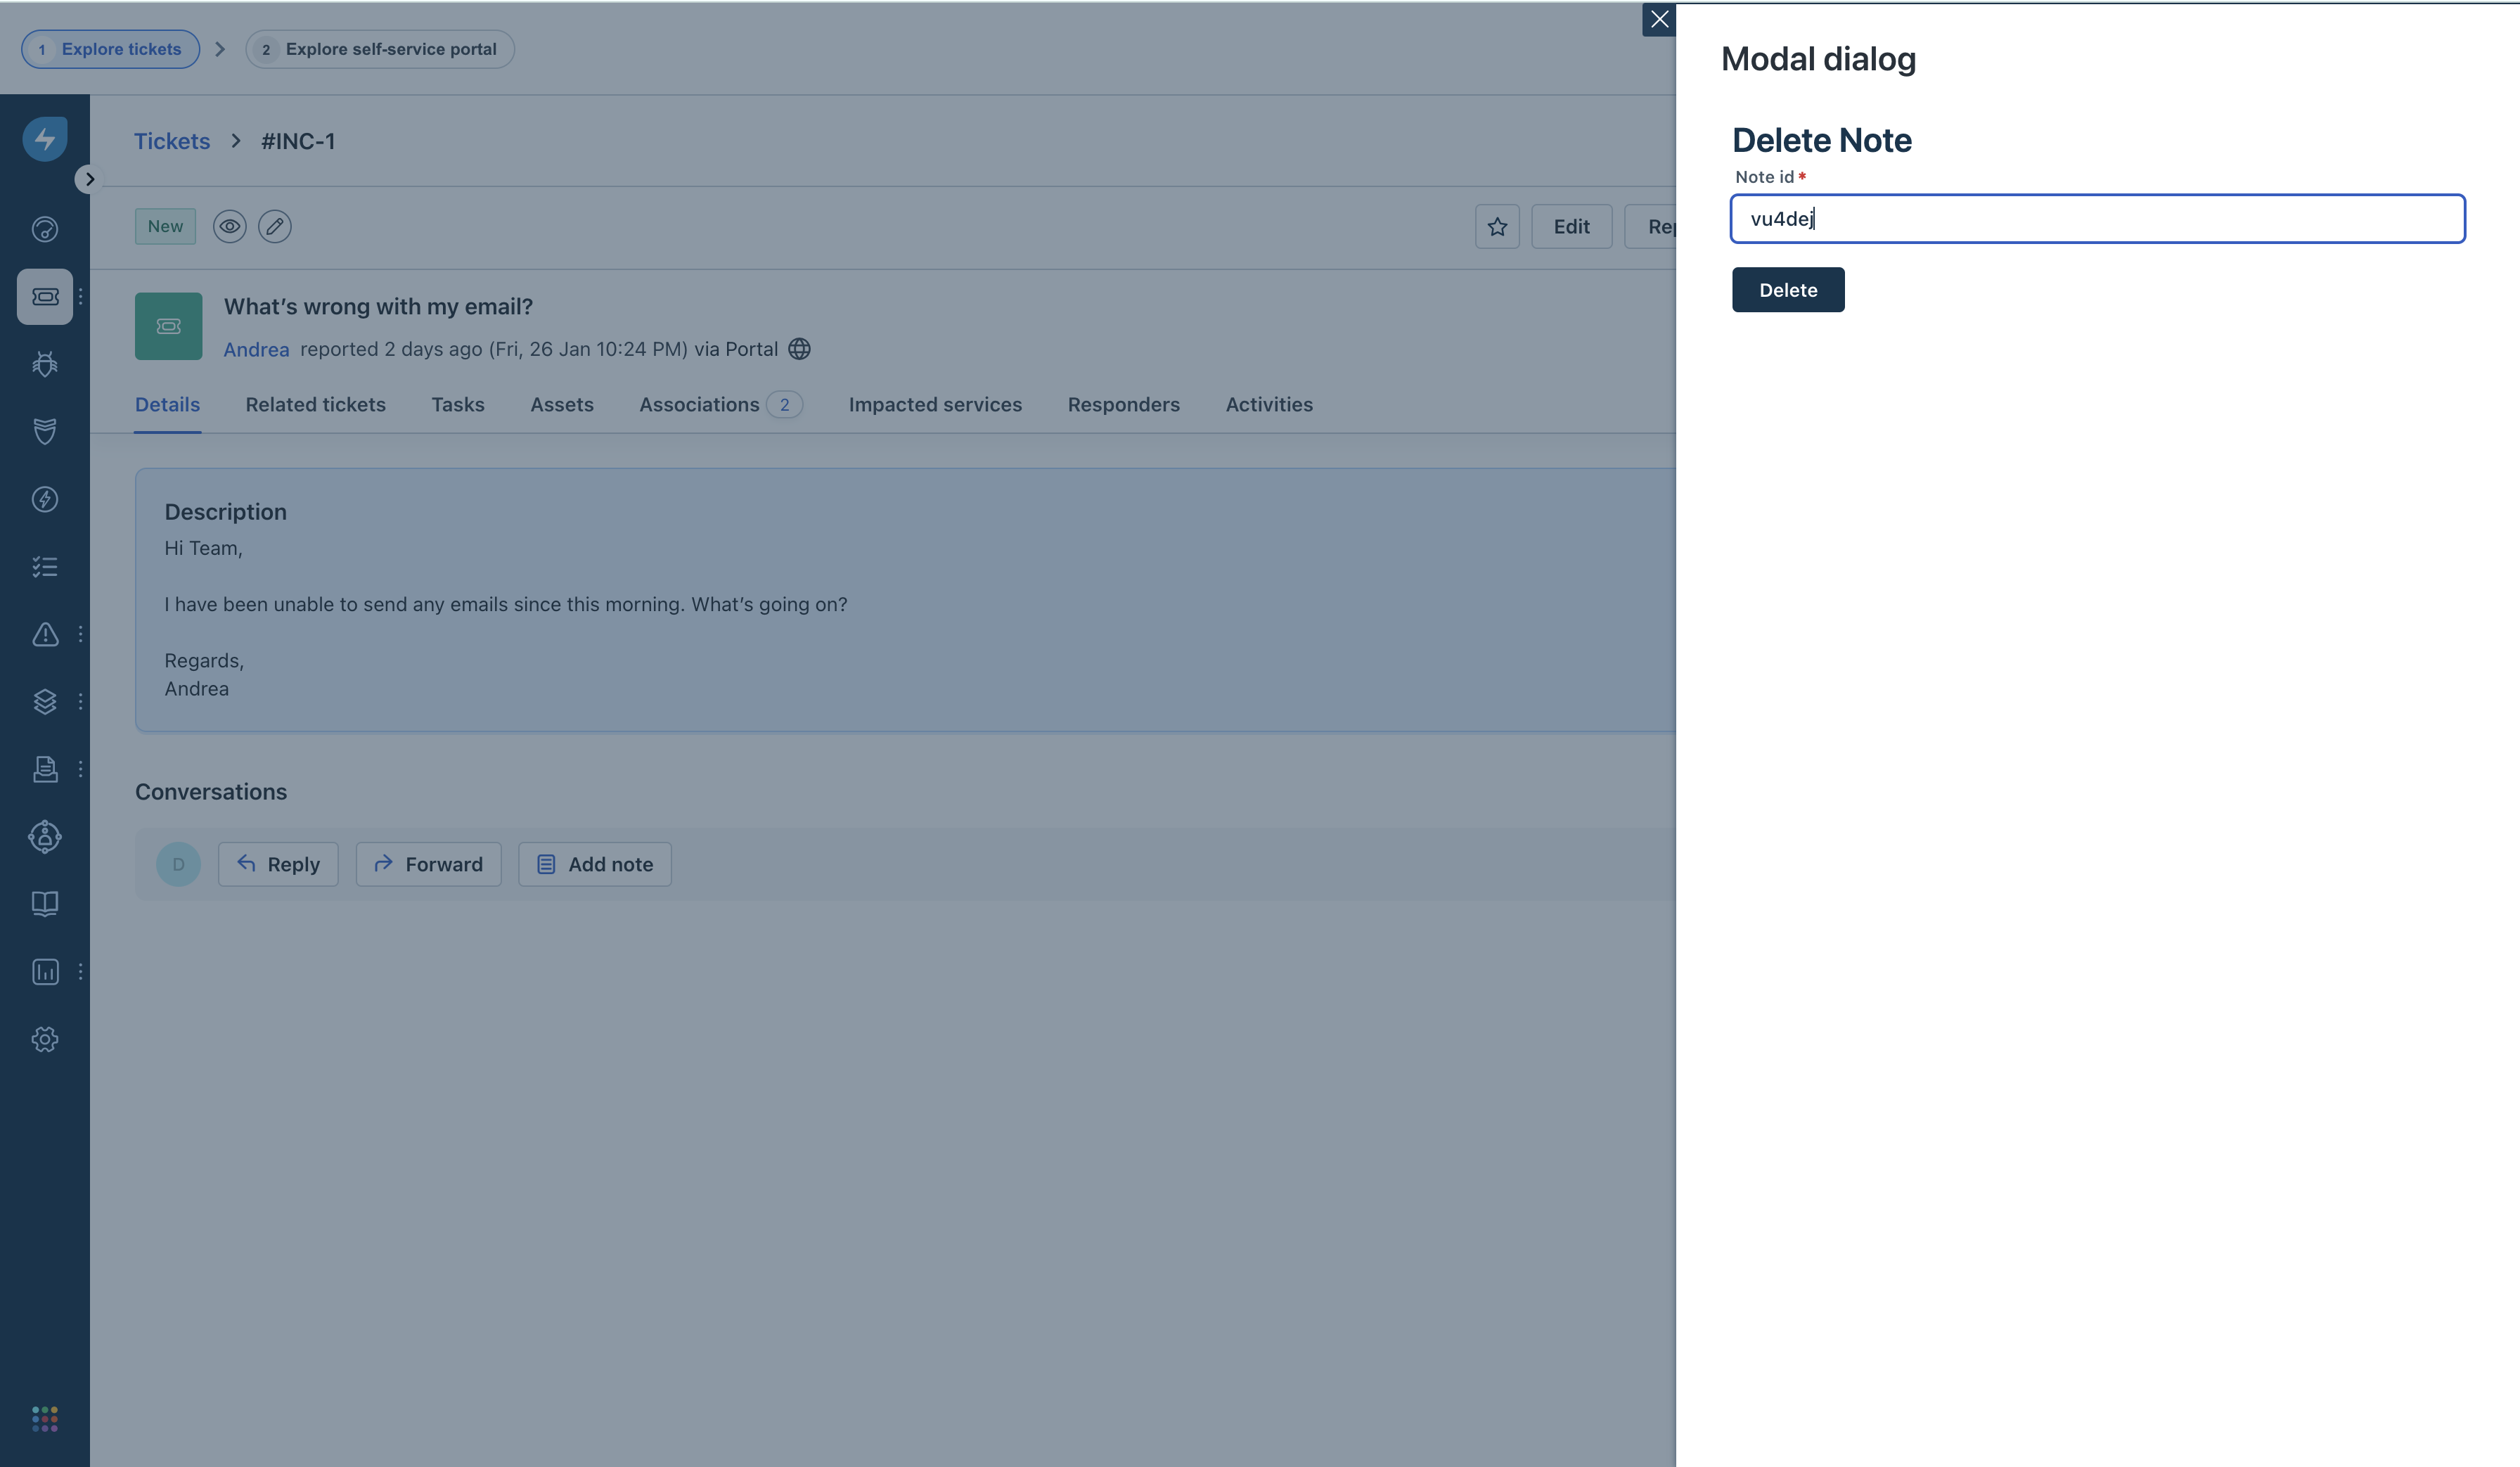 1 Explore tickets
2 Explore self-service portal
Tickets > #INC-1
New
Edit
What's wrong with my email?
Andrea reported 2 days ago (Fri, 26 Jan 10:24 PM) via Portal
Details Related tickets Tasks Assets Associations 2 Impacted services Responders Activities
Description
Hi Team,
I have been unable to send any emails since this morning. What's going on?
Regards,
Andrea
Conversations
D Reply Forward Add note
Modal dialog
Delete Note
Note id *
vu4dej
Delete